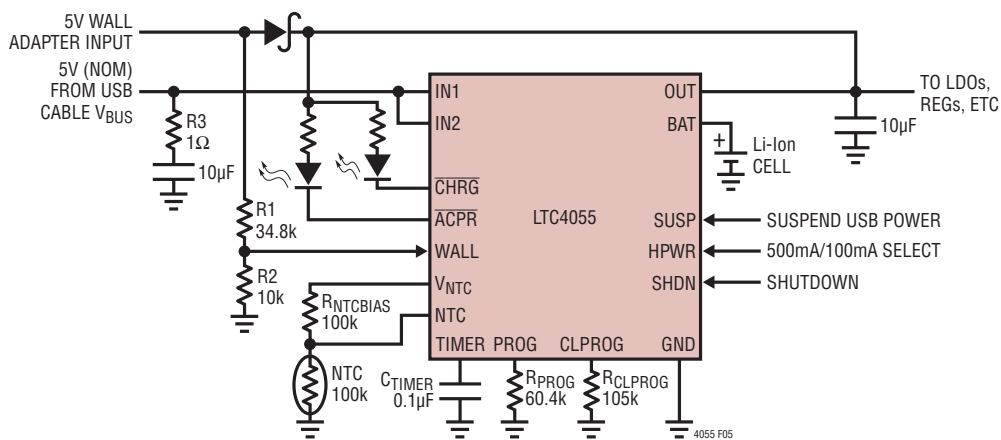 5V WALL
ADAPTER INPUT
5V (NOM)
FROM USB
CABLE VBUS
R3
1Ω
10µF
R1
34.8k
R2
10k
IN1
IN2
CHRG
ACPR
WALL
VNTC
NTC
TIMER PROG CLPROG GND
LTC4055
OUT
BAT
SUSP
HPWR
SHDN
+
Li-Ion
CELL
10µF
TO LDOs,
REGs, ETC
SUSPEND USB POWER
500mA/100mA SELECT
SHUTDOWN
RNTCBIAS
100k
NTC
100k
CTIMER
0.1µF
RPROG
60.4k
RCLPROG
105k
4055 F05